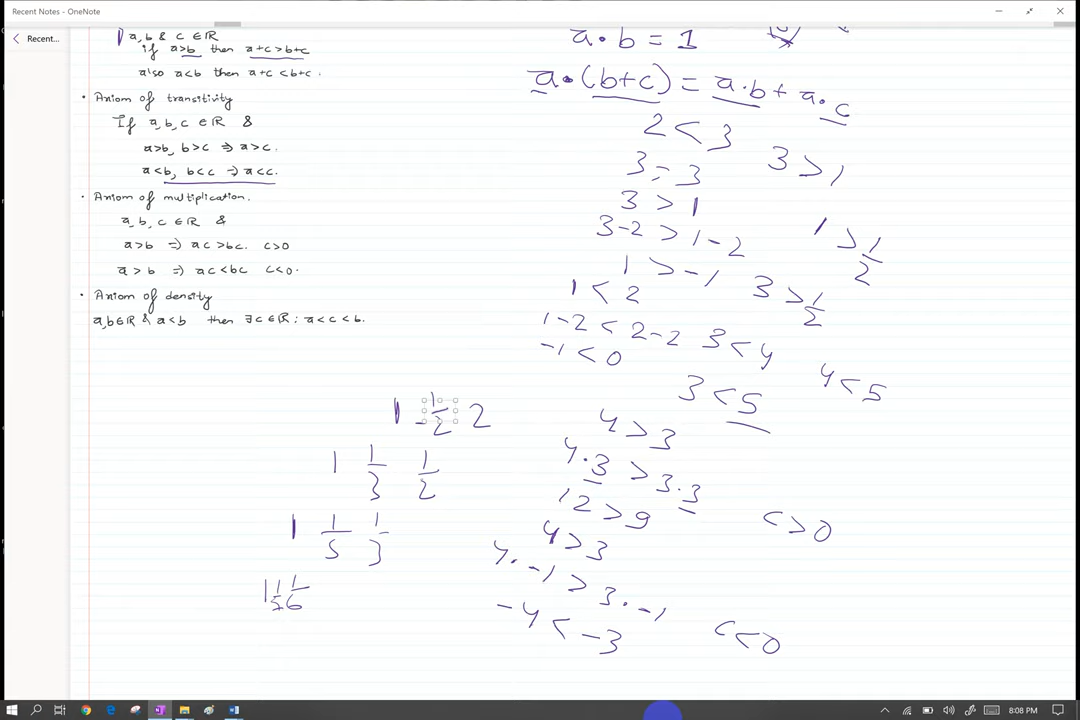 Recent Notes - OneNote
Recent...
a, b & c ∈ ℝ
if a>b then a+c > b+c
also a<b then a+c < b+c.
• Axiom of transitivity
If a, b, c ∈ ℝ &
a>b, b>c ⇒ a>c.
a<b, b<c ⇒ a<c.
• Axiom of multiplication.
a, b, c ∈ ℝ &
a>b ⇒ ac>bc. c>0
a>b ⇒ ac<bc c<0.
• Axiom of density
a,b∈ℝ & a<b then ∃c∈ℝ: a<c<b.
1 1/2 2
1 1/3 1/2
1 1/5 1/3
a·b = 1
a·(b+c) = a·b + a·c
2 < 3
3 = 3
3 > 1
3 > 1
3-2 > 1-2
1 > 1/2
1 > -1
3 > 1/2
1 < 2
1-2 < 2-2
3 < 4
-1 < 0
4 < 5
3 < 5
4 > 3
4·3 > 3·3
12 > 9
c > 0
4 > 3
4·-1 > 3·-1
-4 < -3
c < 0
8:08 PM